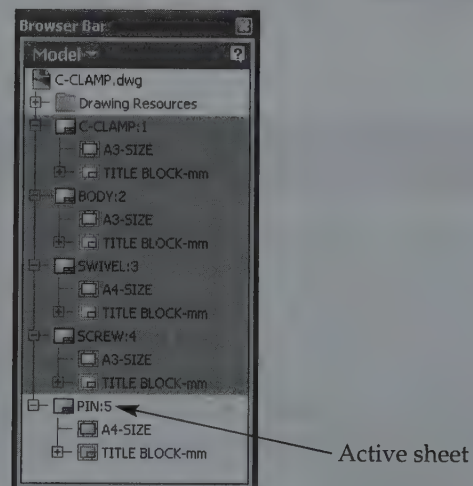 Browser Bar
Model
C-CLAMP.dwg
Drawing Resources
C-CLAMP:1
A3-SIZE
TITLE BLOCK-mm
BODY:2
A3-SIZE
TITLE BLOCK-mm
SWIVEL:3
A4-SIZE
TITLE BLOCK-mm
SCREW:4
A3-SIZE
TITLE BLOCK-mm
PIN:5
A4-SIZE
TITLE BLOCK-mm
Active sheet